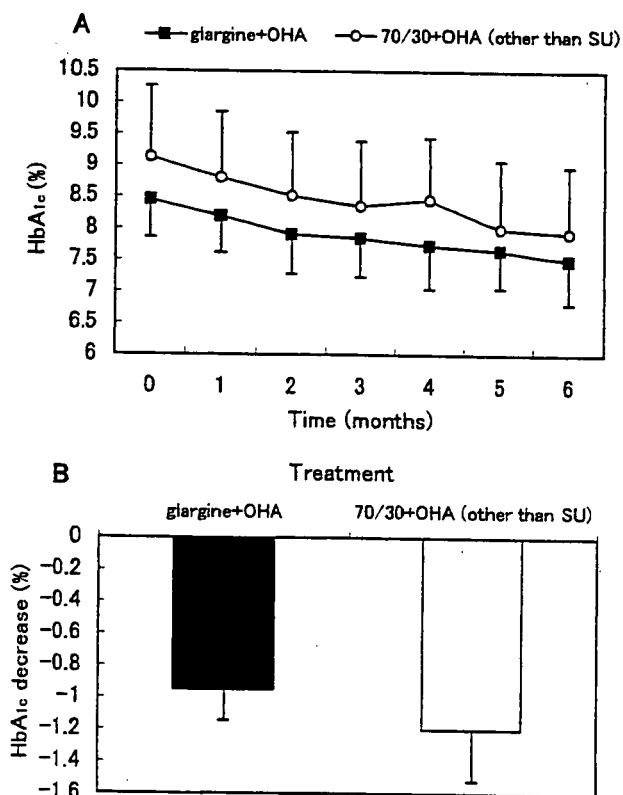 A
glargine+OHA 70/30+OHA (other than SU)
10.5
10
9.5
9
8.5
8
7.5
7
6.5
6
HbA1c (%)
0 1 2 3 4 5 6
Time (months)
B Treatment
glargine+OHA 70/30+OHA (other than SU)
0
-0.2
-0.4
-0.6
-0.8
-1
-1.2
-1.4
-1.6
HbA1c decrease (%)